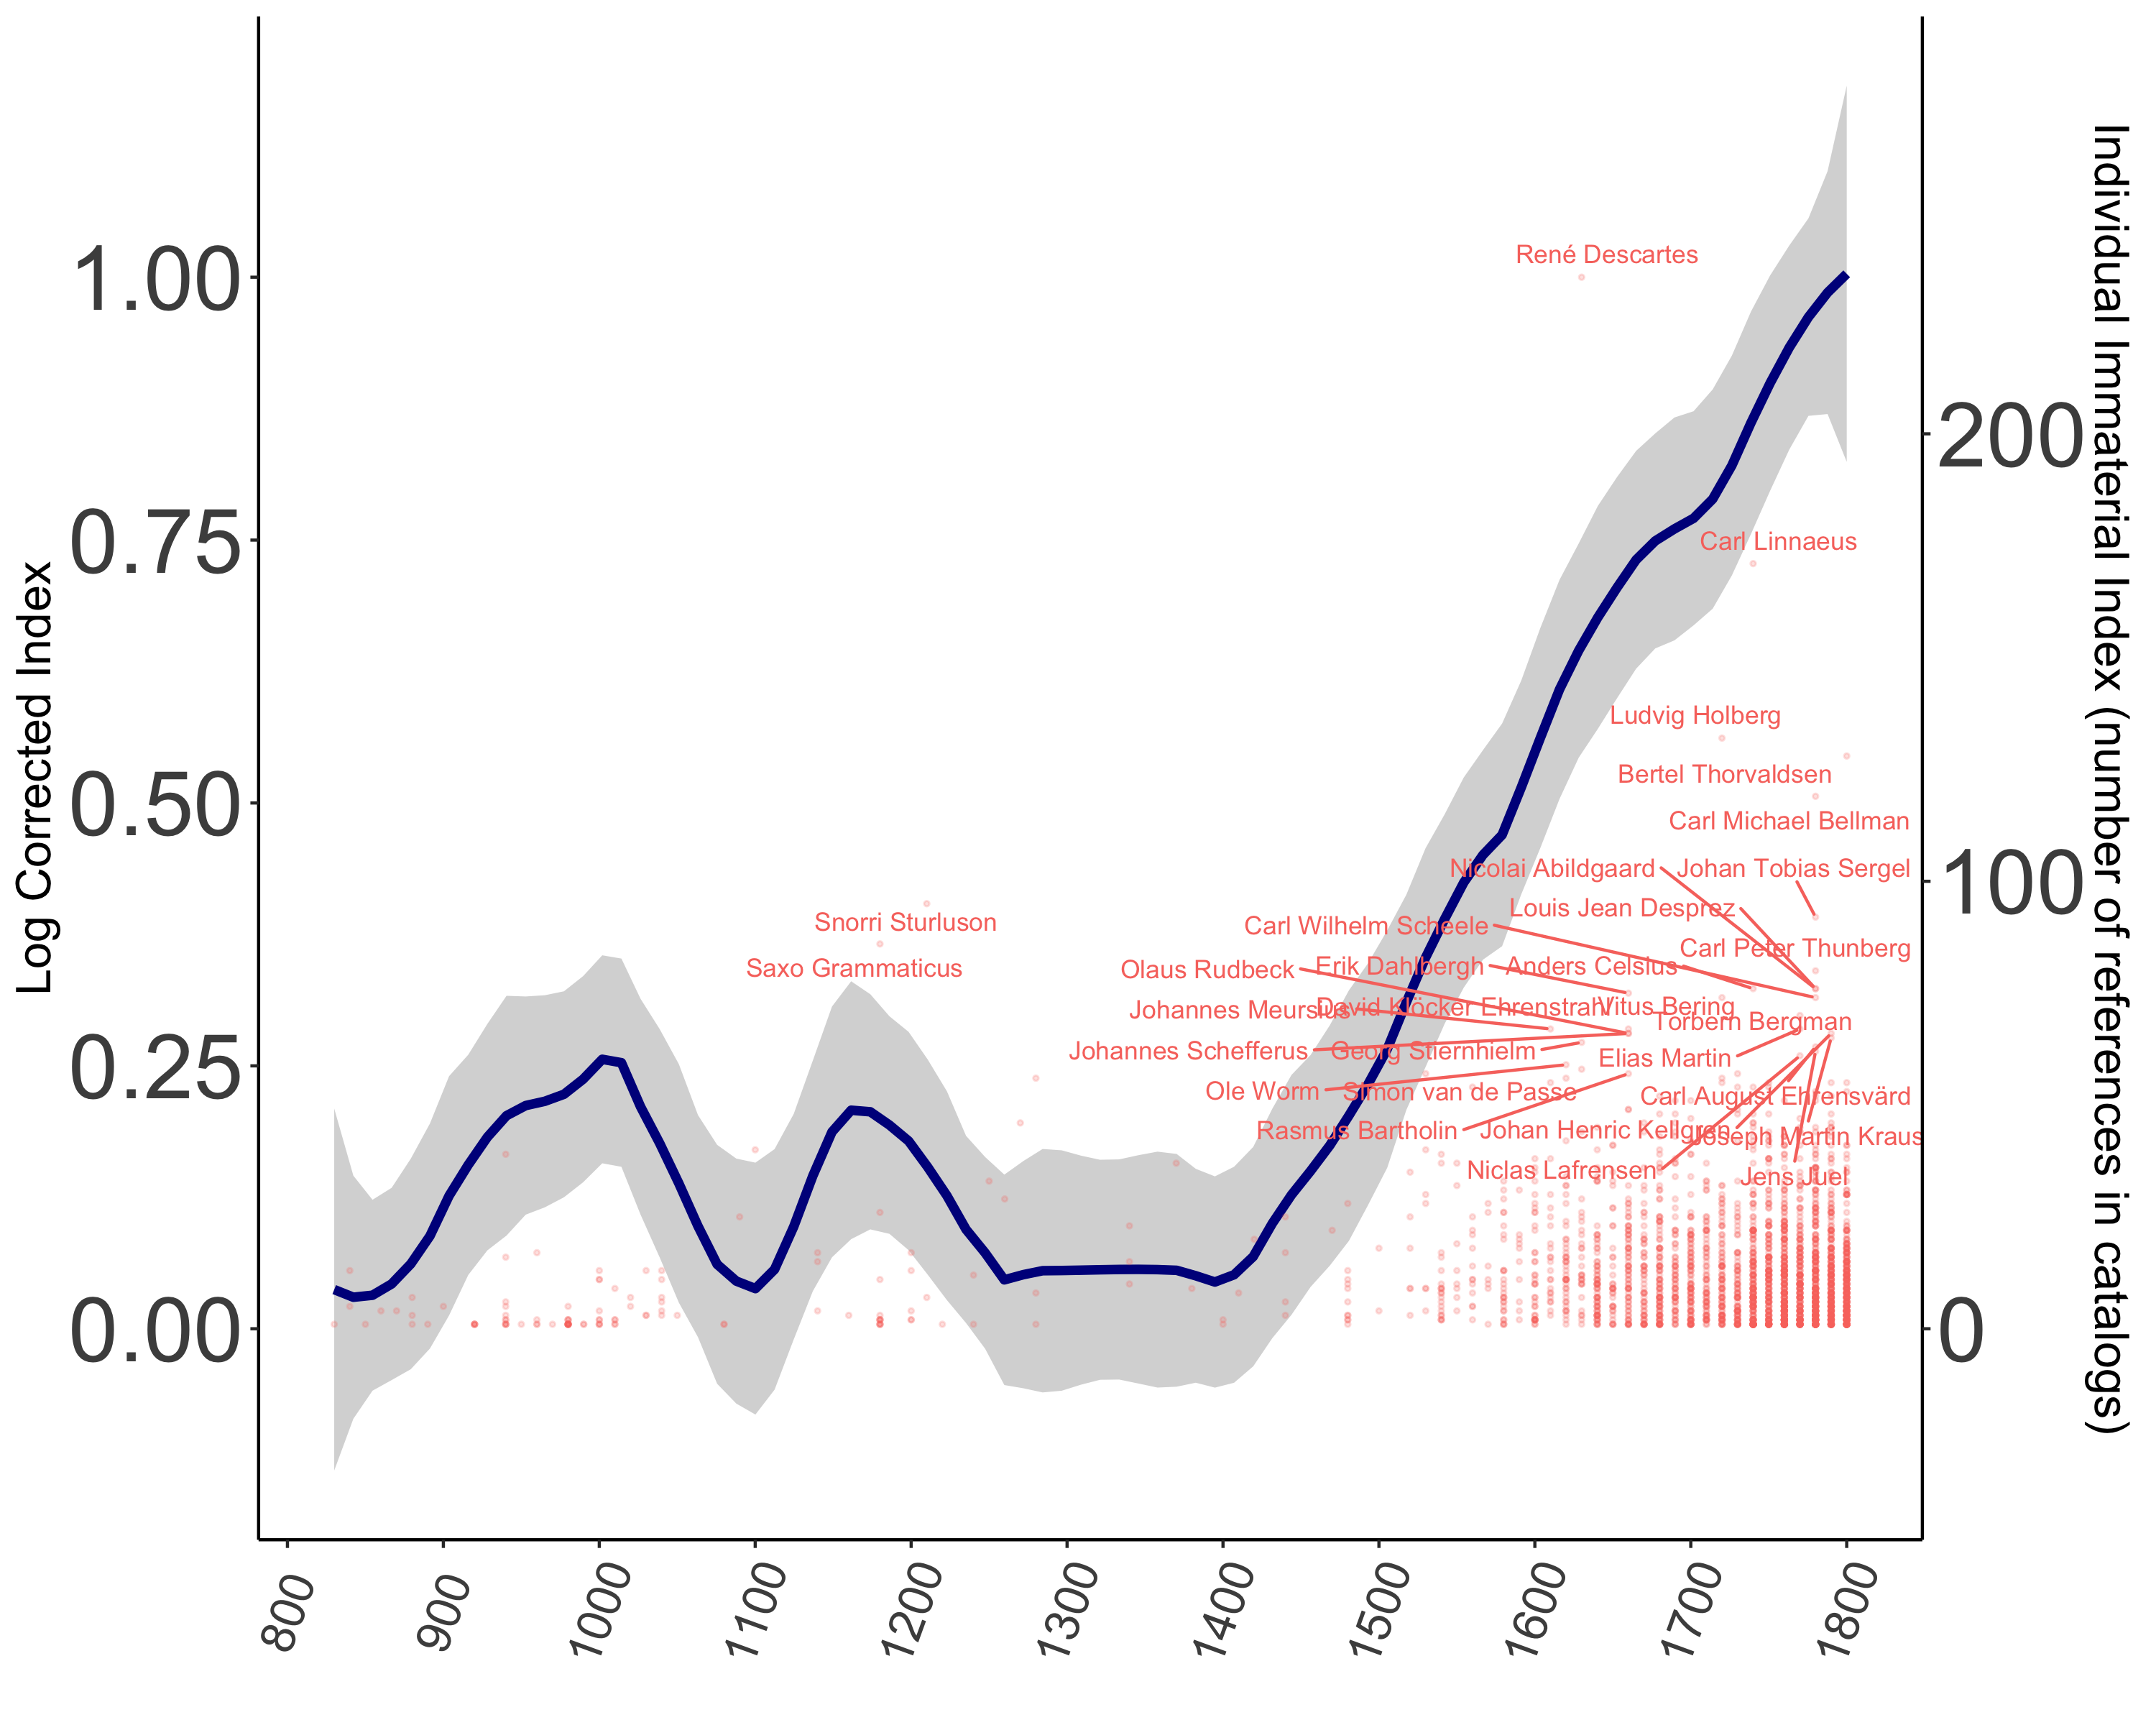 Log Corrected Index
1.00
0.75
0.50
0.25
0.00
René Descartes
Carl Linnaeus
Ludvig Holberg
Bertel Thorvaldsen
Carl Michael Bellman
Nicolai Abildgaard
Johan Tobias Sergel
Louis Jean Desprez
Snorri Sturluson
Carl Wilhelm Scheele
Carl Peter Thunberg
Saxo Grammaticus
Olaus Rudbeck
Erik Dahlbergh
Anders Celsius
Johannes Meursius
David Klöcker Ehrenstrahl
Vitus Bering
Torbern Bergman
Johannes Schefferus
Georg Stiernhielm
Elias Martin
Ole Worm
Simon van de Passe
Carl August Ehrensvärd
Rasmus Bartholin
Johan Henric Kellgren
Joseph Martin Kraus
Niclas Lafrensen
Jens Juel
200
100
0
Individual Immaterial Index (number of references in catalogs)
800
900
1000
1100
1200
1300
1400
1500
1600
1700
1800